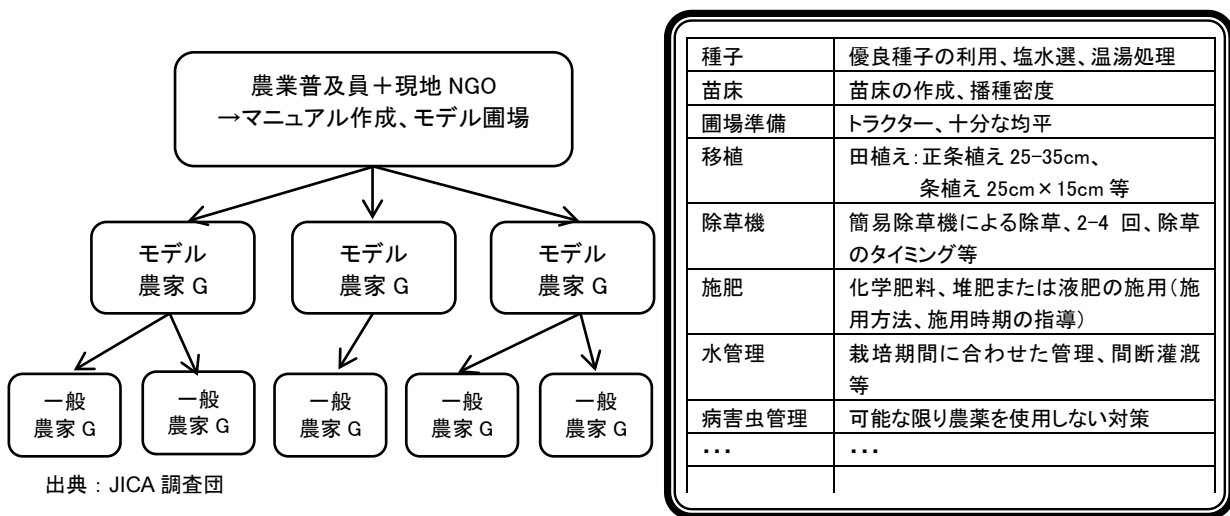 農業普及員＋現地 NGO
→マニュアル作成、モデル圃場
モデル
農家 G
モデル
農家 G
モデル
農家 G
一般
農家 G
一般
農家 G
一般
農家 G
一般
農家 G
一般
農家 G
出典 : JICA 調査団
種子 優良種子の利用、塩水選、温湯処理
苗床 苗床の作成、播種密度
圃場準備 トラクター、十分な均平
移植 田植え：正条植え 25-35cm、
条植え 25cm×15cm 等
除草機 簡易除草機による除草、2-4 回、除草
のタイミング等
施肥 化学肥料、堆肥または液肥の施用（施
用方法、施用時期の指導）
水管理 栽培期間に合わせた管理、間断灌漑
等
病害虫管理 可能な限り農薬を使用しない対策
・・・ ・・・